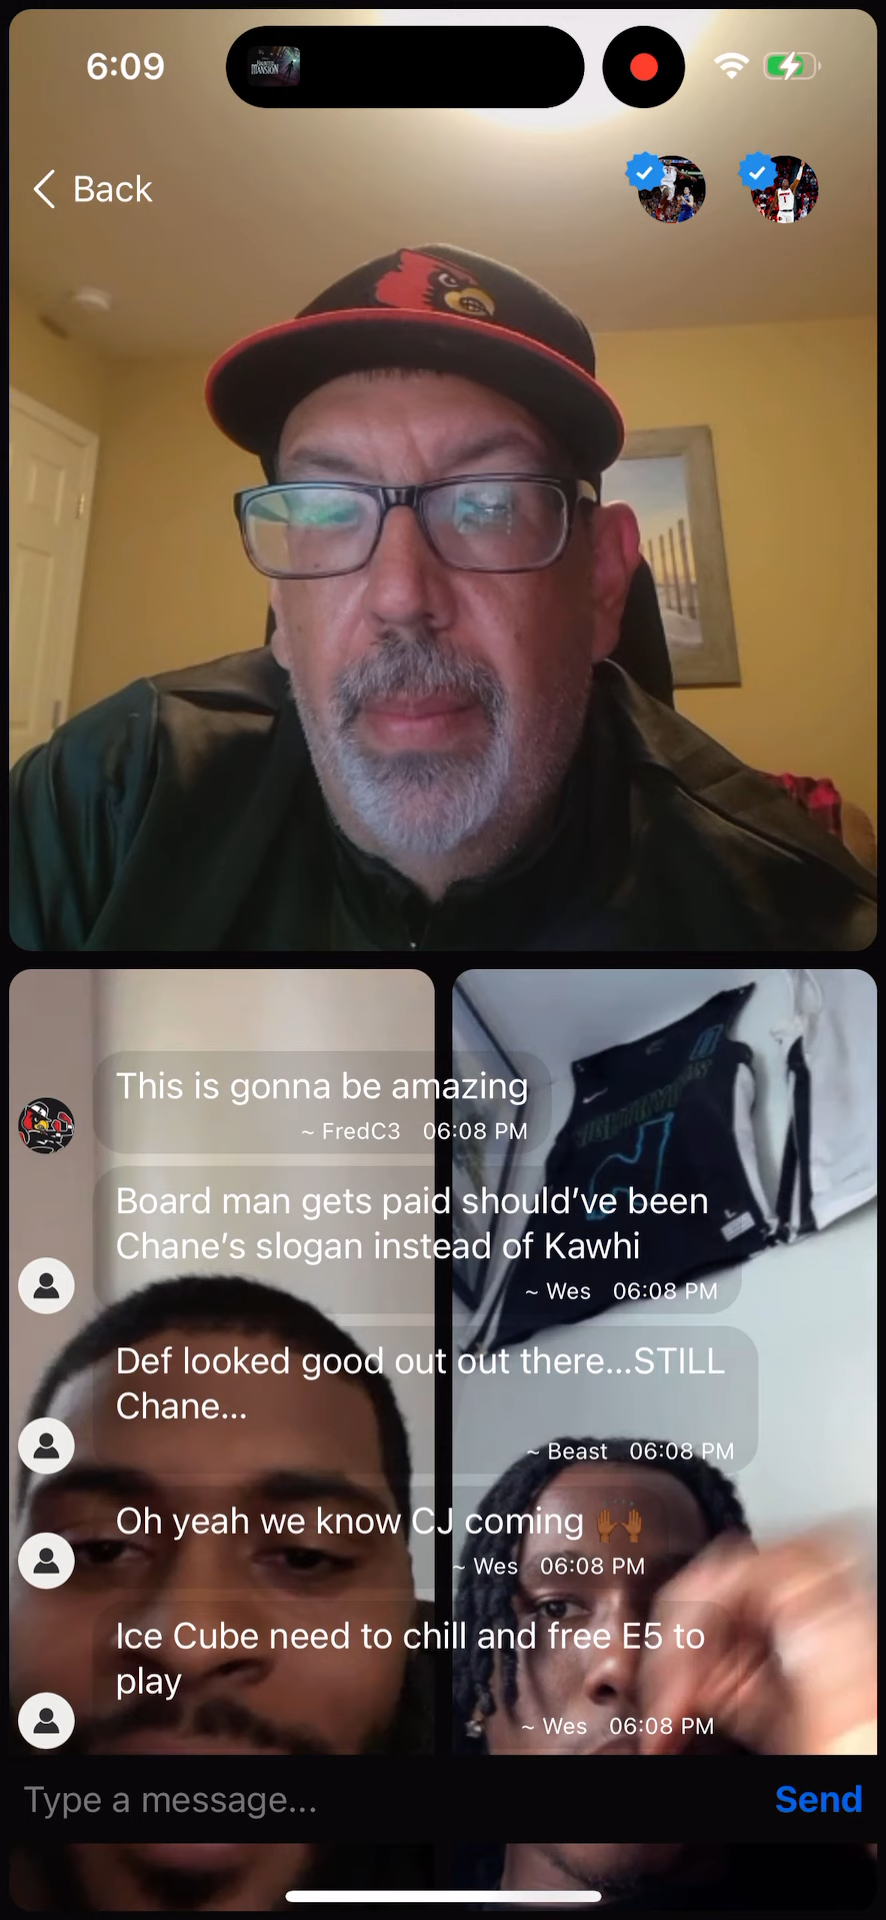 6:09
HAUNTED
MANSION
Back
This is gonna be amazing
~ FredC3 06:08 PM
Board man gets paid should’ve been
Chane’s slogan instead of Kawhi
~ Wes 06:08 PM
Def looked good out out there...STILL
Chane...
~ Beast 06:08 PM
Oh yeah we know CJ coming 🙌🏾
~ Wes 06:08 PM
Ice Cube need to chill and free E5 to
play
~ Wes 06:08 PM
Type a message...
Send